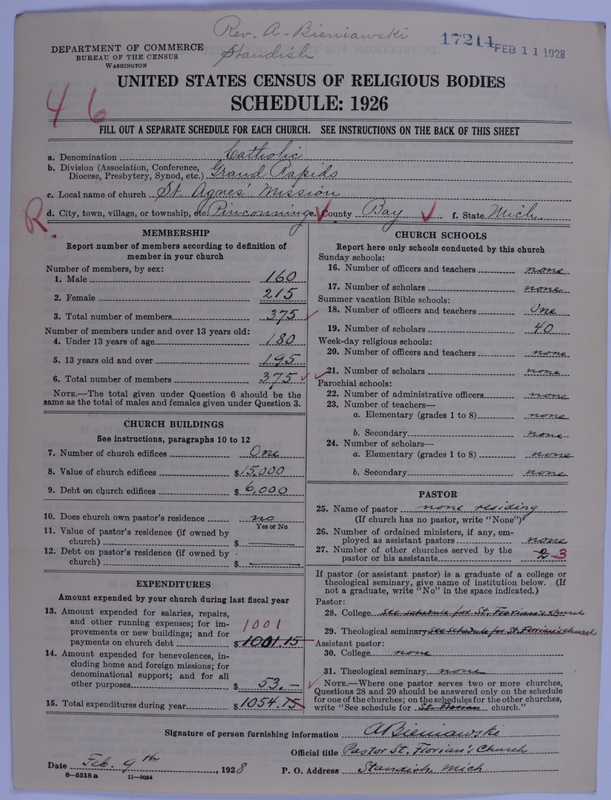 Rev. A. Bieniawski
Standish
17211 FEB 11 1928
DEPARTMENT OF COMMERCE
BUREAU OF THE CENSUS
WASHINGTON
UNITED STATES CENSUS OF RELIGIOUS BODIES
SCHEDULE: 1926
46
FILL OUT A SEPARATE SCHEDULE FOR EACH CHURCH. SEE INSTRUCTIONS ON THE BACK OF THIS SHEET
a. Denomination Catholic
b. Division (Association, Conference,
Diocese, Presbytery, Synod, etc.) Grand Rapids
c. Local name of church St. Agnes' Mission
R. d. City, town, village, or township, etc. Pinconning e. County Bay f. State Mich.
MEMBERSHIP
Report number of members according to definition of
member in your church
Number of members, by sex:
1. Male 160
2. Female 215
3. Total number of members 375
Number of members under and over 13 years old:
4. Under 13 years of age 180
5. 13 years old and over 195
6. Total number of members 375
NOTE.—The total given under Question 6 should be the
same as the total of males and females given under Question 3.
CHURCH BUILDINGS
See instructions, paragraphs 10 to 12
7. Number of church edifices One
8. Value of church edifices $15,000
9. Debt on church edifices $6,000
10. Does church own pastor's residence no
Yes or No
11. Value of pastor's residence (if owned by
church) $
12. Debt on pastor's residence (if owned by
church) $
EXPENDITURES
Amount expended by your church during last fiscal year
13. Amount expended for salaries, repairs,
and other running expenses; for im-
provements or new buildings; and for 1001
payments on church debt $1001.15
14. Amount expended for benevolences, in-
cluding home and foreign missions; for
denominational support; and for all
other purposes $53.—
15. Total expenditures during year $1054.15
CHURCH SCHOOLS
Report here only schools conducted by this church
Sunday schools:
16. Number of officers and teachers none
17. Number of scholars none
Summer vacation Bible schools:
18. Number of officers and teachers One
19. Number of scholars 40
Week-day religious schools:
20. Number of officers and teachers none
21. Number of scholars none
Parochial schools:
22. Number of administrative officers none
23. Number of teachers—
a. Elementary (grades 1 to 8) none
b. Secondary none
24. Number of scholars—
a. Elementary (grades 1 to 8) none
b. Secondary none
PASTOR
25. Name of pastor none residing
(If church has no pastor, write "None")
26. Number of ordained ministers, if any, em-
ployed as assistant pastors none
27. Number of other churches served by the
pastor or his assistants 2 3
If pastor (or assistant pastor) is a graduate of a college or
theological seminary, give name of institution below. (If
not a graduate, write "No" in the space indicated.)
Pastor:
28. College See schedule for St. Florian's church
29. Theological seminary See schedule for St. Florian's church
Assistant pastor:
30. College none
31. Theological seminary none
NOTE.—Where one pastor serves two or more churches,
Questions 28 and 29 should be answered only on the schedule
for one of the churches; on the schedules for the other churches,
write "See schedule for St. Florian church."
Signature of person furnishing information A Bieniawski
Official title Pastor St. Florian's Church
Date Feb. 9th 1928 P. O. Address Standish, Mich
6—5518 a 11—9084